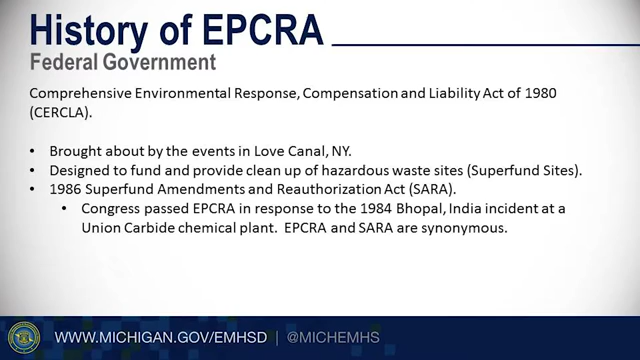 History of EPCRA
Federal Government
Comprehensive Environmental Response, Compensation and Liability Act of 1980
(CERCLA).
• Brought about by the events in Love Canal, NY.
• Designed to fund and provide clean up of hazardous waste sites (Superfund Sites).
• 1986 Superfund Amendments and Reauthorization Act (SARA).
• Congress passed EPCRA in response to the 1984 Bhopal, India incident at a
Union Carbide chemical plant. EPCRA and SARA are synonymous.
WWW.MICHIGAN.GOV/EMHSD | @MICHEMHS